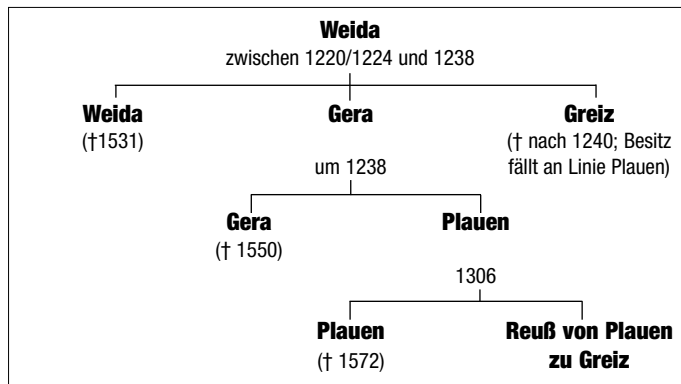 Weida
zwischen 1220/1224 und 1238
Weida
(†1531)
Gera
Greiz
(† nach 1240; Besitz
fällt an Linie Plauen)
um 1238
Gera
(† 1550)
Plauen
1306
Plauen
(† 1572)
Reuß von Plauen
zu Greiz